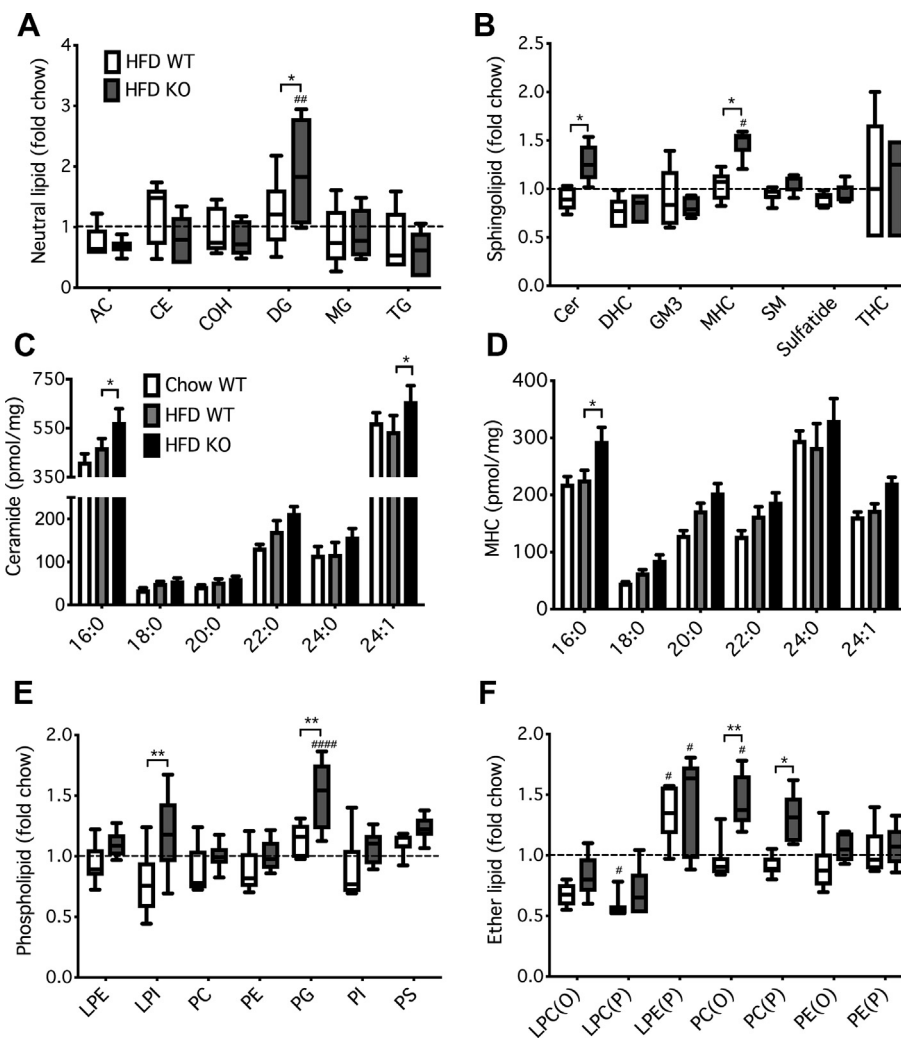 A
Neutral lipid (fold chow)
4
3
2
1
0
HFD WT
HFD KO
*
##
AC
CE
COH
DG
MG
TG
B
Sphingolipid (fold chow)
2.5
2.0
1.5
1.0
0.5
0.0
*
*
#
Cer
DHC
GM3
MHC
SM
Sulfatide
THC
C
Ceramide (pmol/mg)
750
550
350
200
100
0
Chow WT
HFD WT
HFD KO
*
*
16:0
18:0
20:0
22:0
24:0
24:1
D
MHC (pmol/mg)
400
300
200
100
0
*
16:0
18:0
20:0
22:0
24:0
24:1
E
Phospholipid (fold chow)
2.0
1.5
1.0
0.5
0.0
**
**
####
LPE
LPI
PC
PE
PG
PI
PS
F
Ether lipid (fold chow)
2.0
1.5
1.0
0.5
0.0
#
#
#
**
#
*
LPC(O)
LPC(P)
LPE(P)
PC(O)
PC(P)
PE(O)
PE(P)